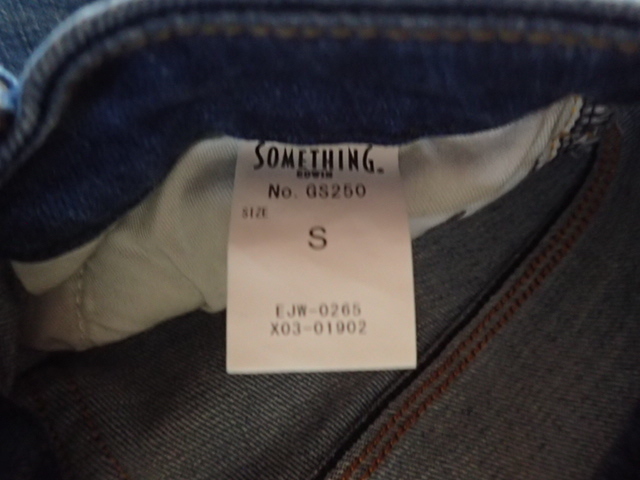 SOMETHING®
EDWIN
No. GS250
SIZE
S
EJW-0265
X03-01902